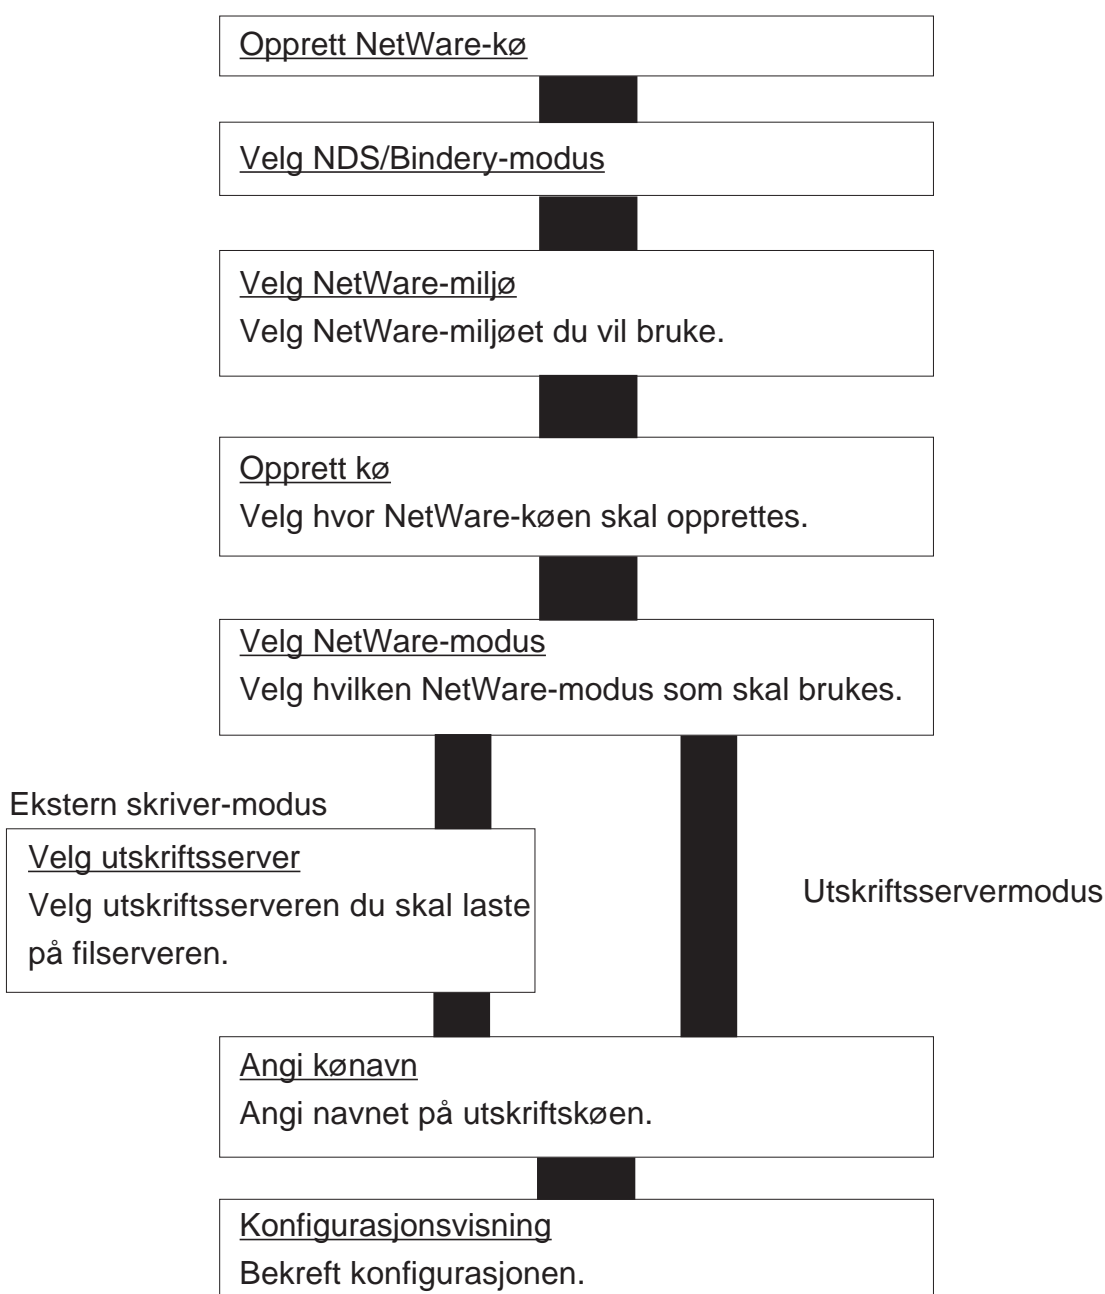 Opprett NetWare-kø
Velg NDS/Bindery-modus
Velg NetWare-miljø
Velg NetWare-miljøet du vil bruke.
Opprett kø
Velg hvor NetWare-køen skal opprettes.
Velg NetWare-modus
Velg hvilken NetWare-modus som skal brukes.
Ekstern skriver-modus
Velg utskriftsserver
Velg utskriftsserveren du skal laste
på filserveren.
Utskriftsservermodus
Angi kønavn
Angi navnet på utskriftskøen.
Konfigurasjonsvisning
Bekreft konfigurasjonen.